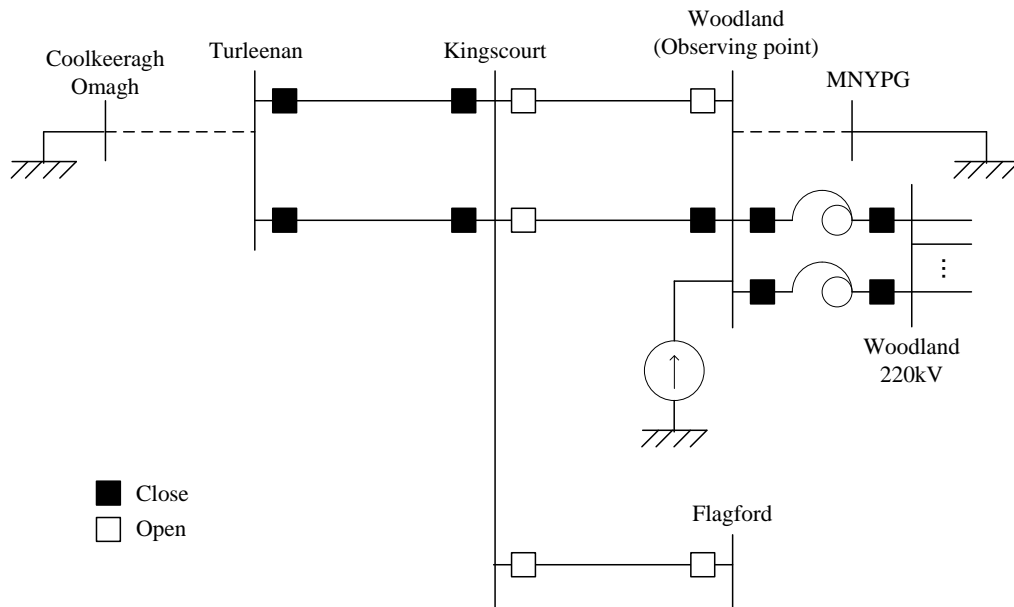 Coolkeeragh
Omagh
Turleenan
Kingscourt
Woodland
(Observing point)
MNYPG
...
Woodland
220kV
Close
Open
Flagford